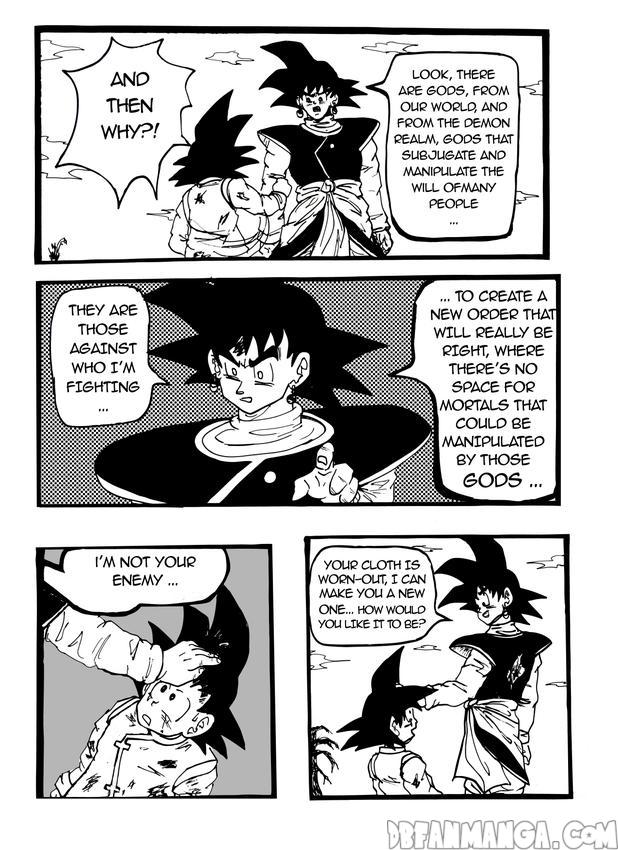 AND
THEN
WHY?!
LOOK, THERE
ARE GODS, FROM
OUR WORLD, AND
FROM THE DEMON
REALM, GODS THAT
SUBJUGATE AND
MANIPULATE THE
WILL OFMANY
PEOPLE
...
THEY ARE
THOSE
AGAINST
WHO I'M
FIGHTING
...
... TO CREATE A
NEW ORDER THAT
WILL REALLY BE
RIGHT, WHERE
THERE'S NO
SPACE FOR
MORTALS THAT
COULD BE
MANIPULATED
BY THOSE
GODS ...
I'M NOT YOUR
ENEMY ...
YOUR CLOTH IS
WORN-OUT, I CAN
MAKE YOU A NEW
ONE... HOW WOULD
YOU LIKE IT TO BE?
DBFANMANGA.COM